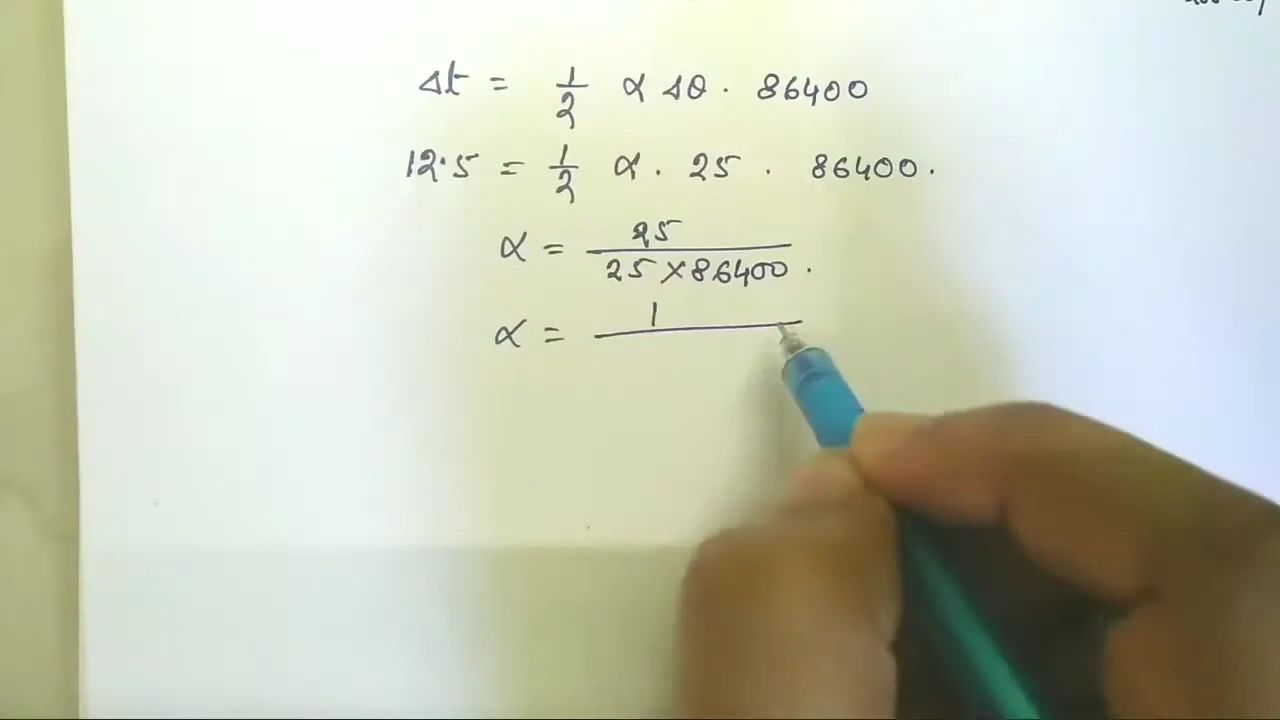 Δt = 1/2 α Δθ . 86400
12.5 = 1/2 α . 25 . 86400.
α = 25/25 × 86400.
α = 1/